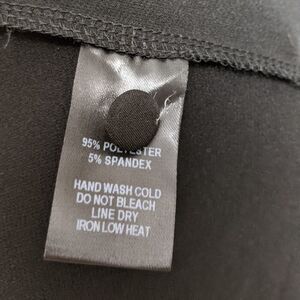 95% POLYESTER
5% SPANDEX
HAND WASH COLD
DO NOT BLEACH
LINE DRY
IRON LOW HEAT